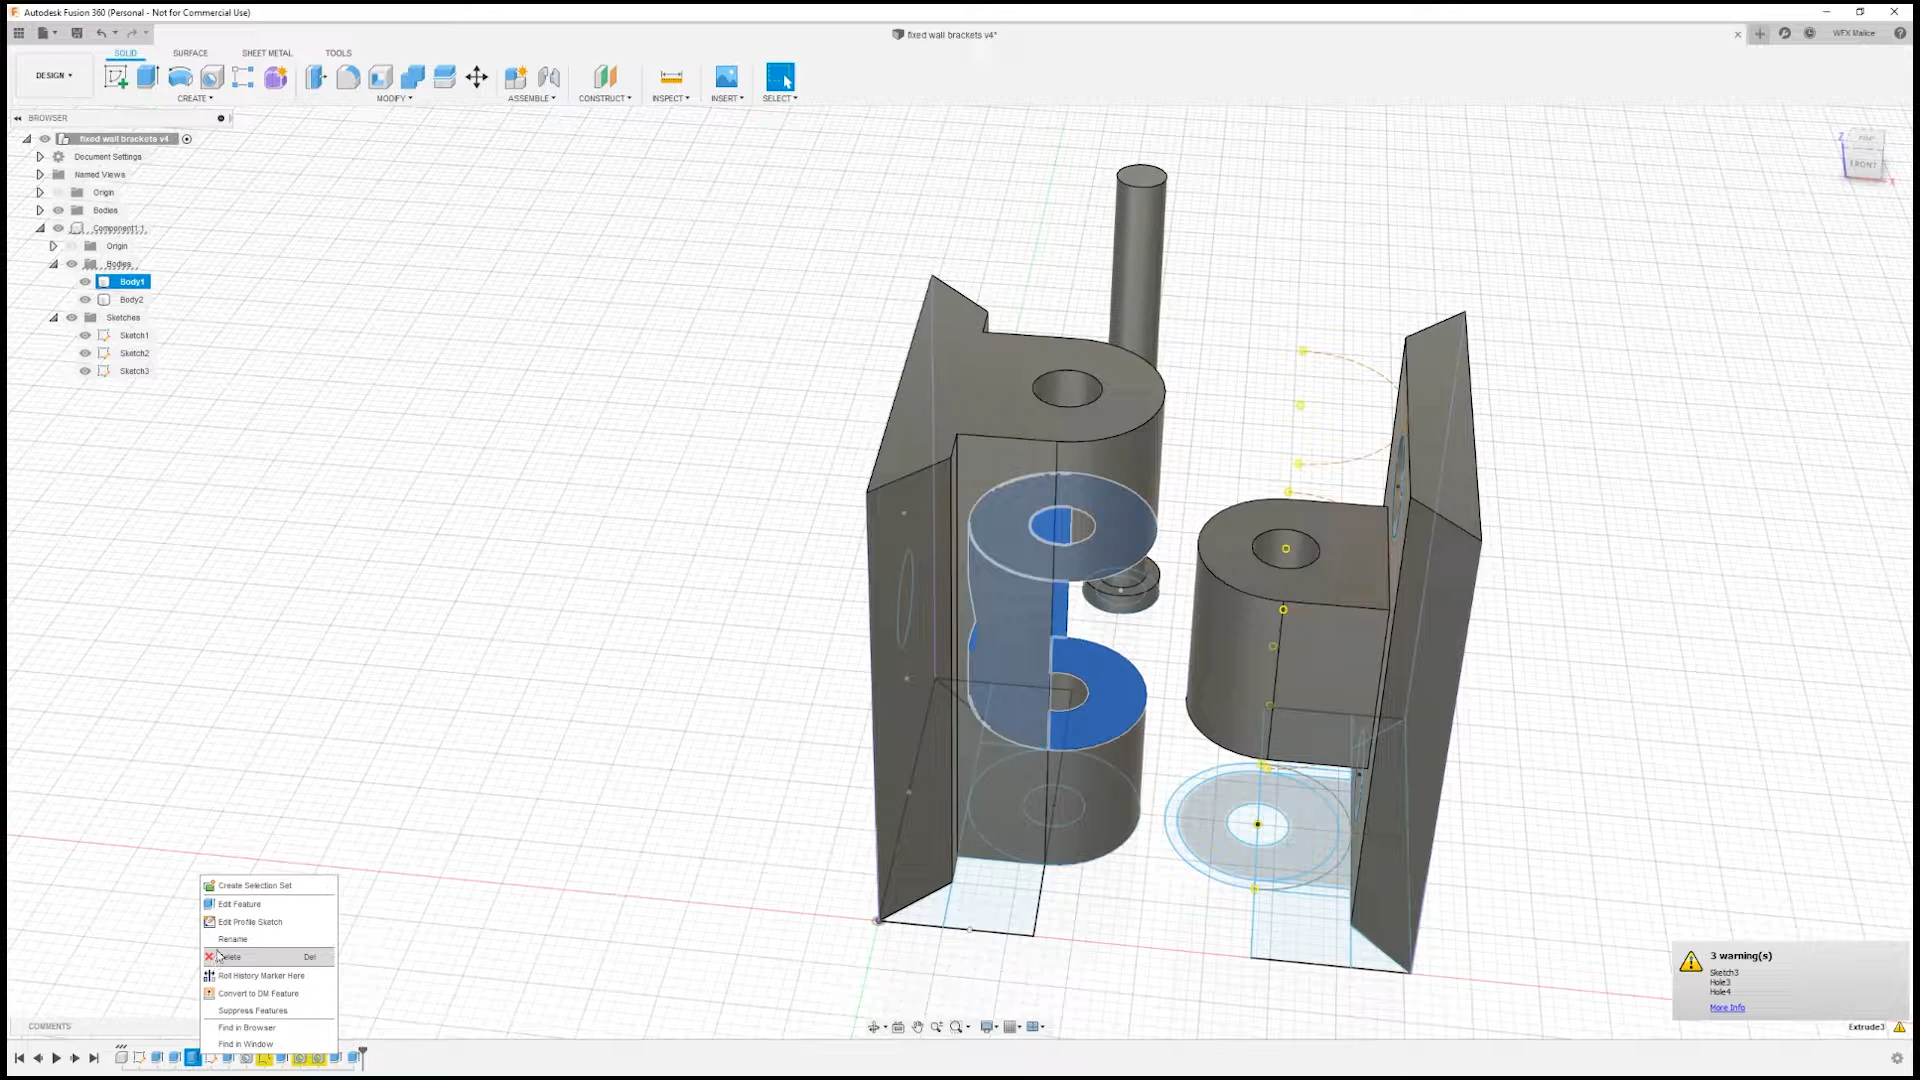 Autodesk Fusion 360 (Personal - Not for Commercial Use)
fixed wall brackets v4*
WFX Malice
SOLID
SURFACE
SHEET METAL
TOOLS
DESIGN
CREATE
MODIFY
ASSEMBLE
CONSTRUCT
INSPECT
INSERT
SELECT
BROWSER
fixed wall brackets v4
Document Settings
Named Views
Origin
Bodies
Component1:1
Origin
Bodies
Body1
Body2
Sketches
Sketch1
Sketch2
Sketch3
Z
FRONT
X
Create Selection Set
Edit Feature
Edit Profile Sketch
Rename
Del
Roll History Marker Here
Convert to DM Feature
Suppress Features
Find in Browser
Find in Window
3 warning(s)
Sketch3
Hole3
Hole4
More Info
COMMENTS
Extrude3